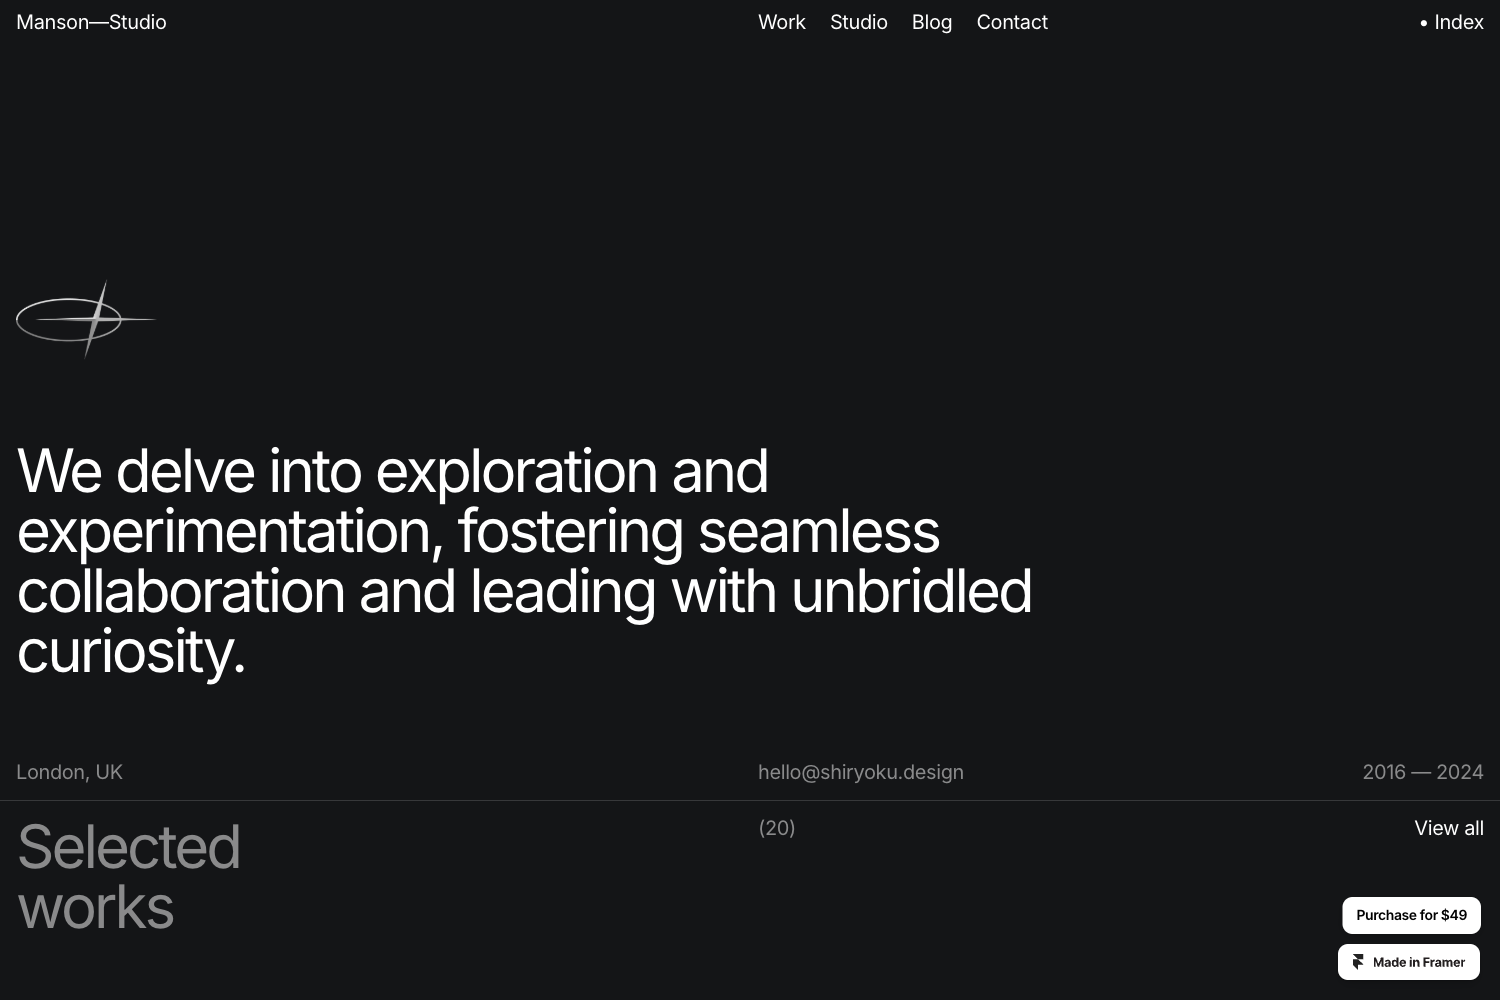 Manson—Studio
Work Studio Blog Contact
• Index
We delve into exploration and
experimentation, fostering seamless
collaboration and leading with unbridled
curiosity.
London, UK
hello@shiryoku.design
2016 — 2024
Selected
works
(20)
View all
Purchase for $49
Made in Framer